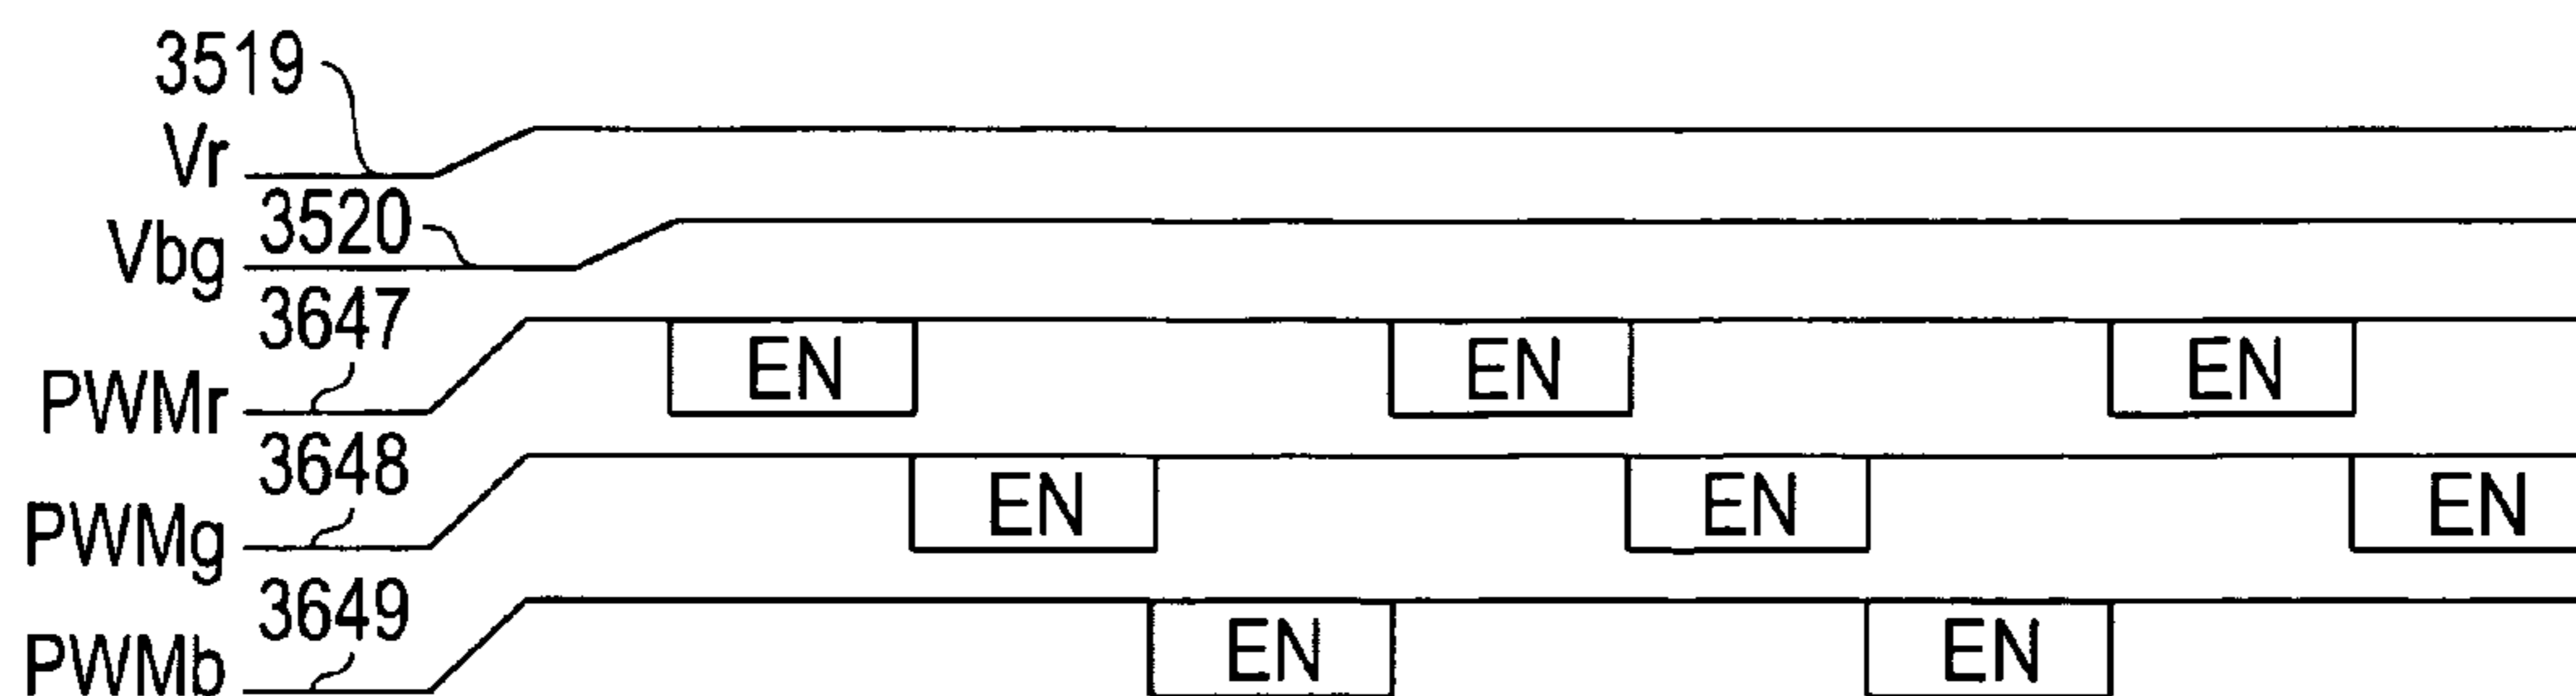 3519
Vr
3520
Vbg
3647
PWMr EN EN EN
3648
PWMg EN EN EN
3649
PWMb EN EN